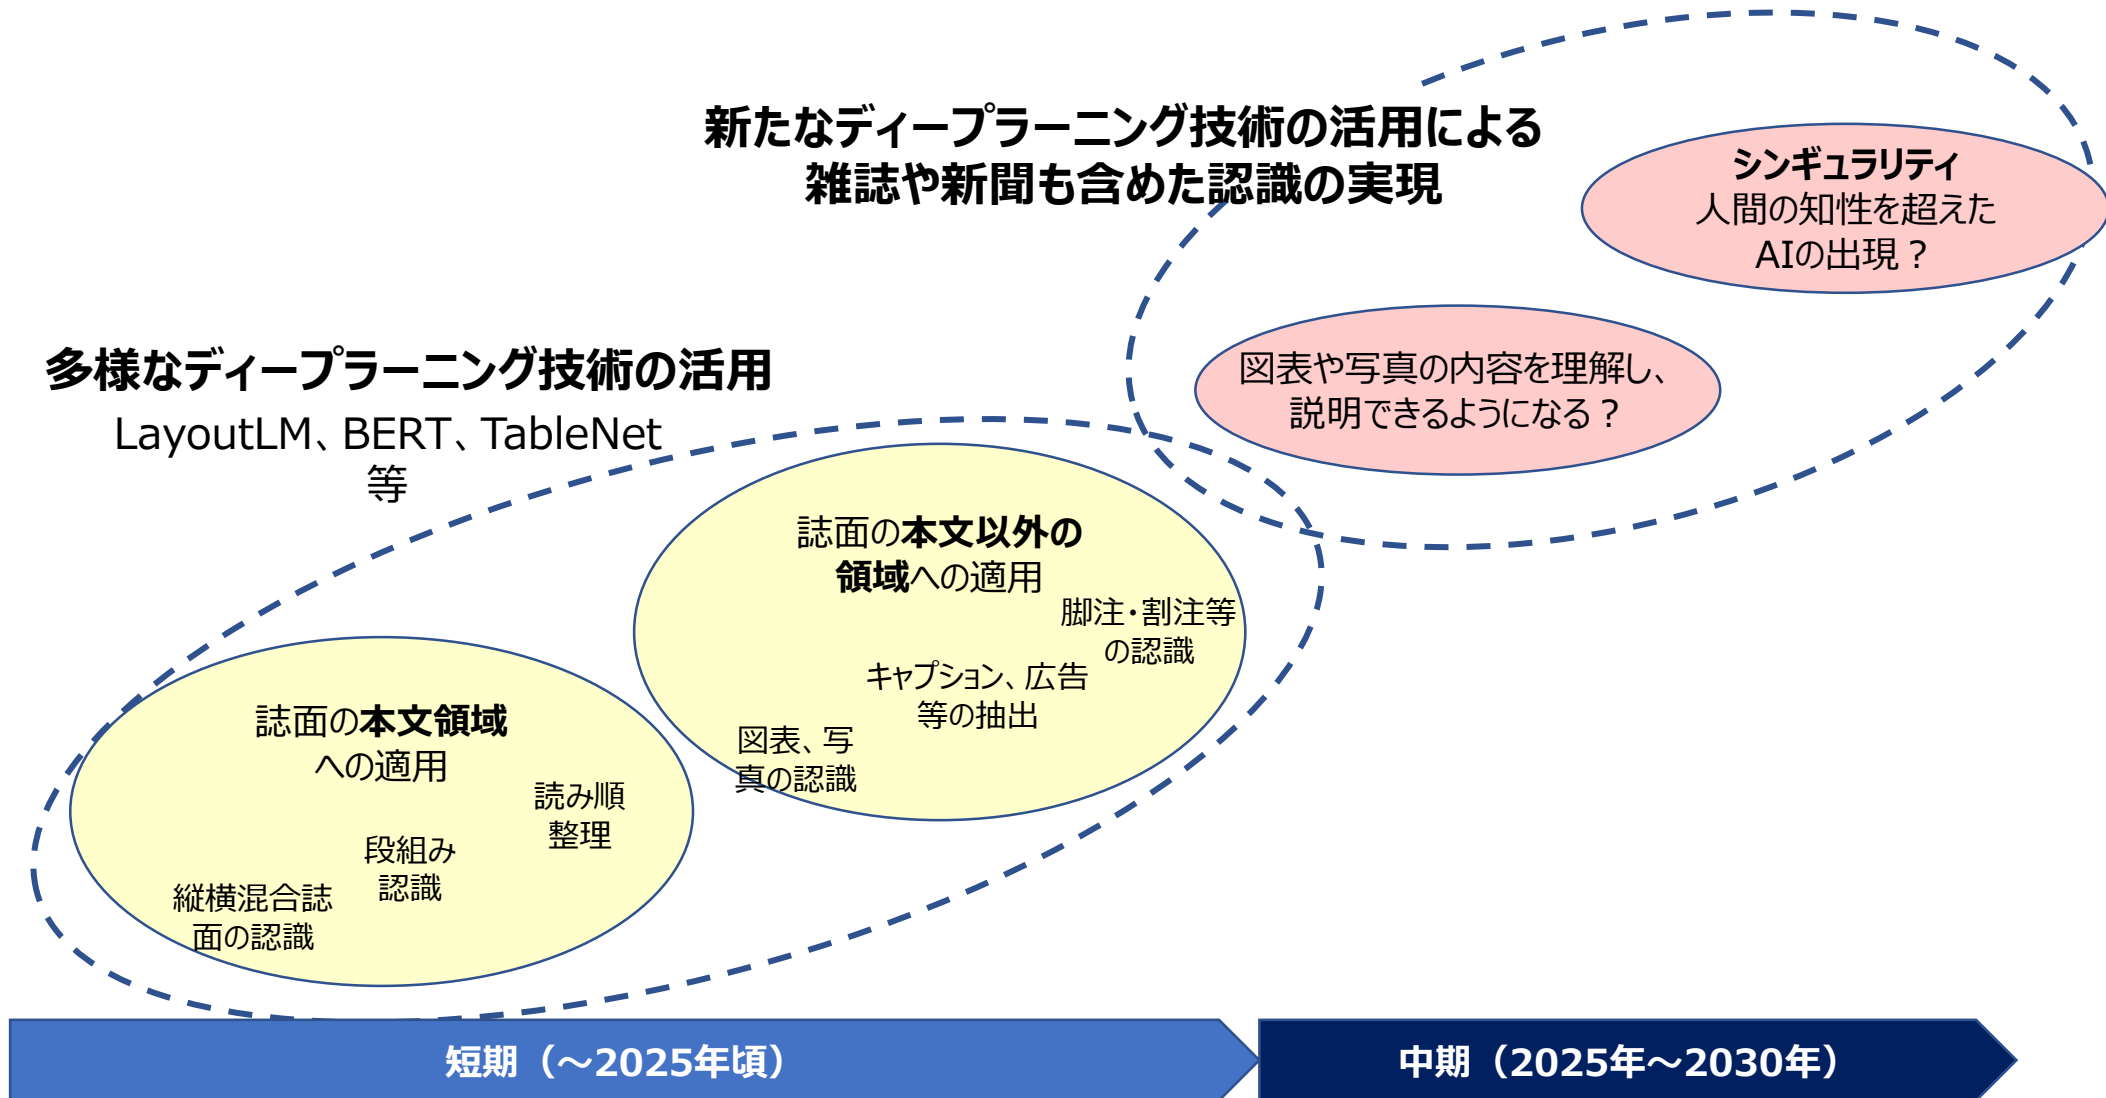 新たなディープラーニング技術の活用による
雑誌や新聞も含めた認識の実現
シンギュラリティ
人間の知性を超えた
AIの出現？
図表や写真の内容を理解し、
説明できるようになる？
多様なディープラーニング技術の活用
LayoutLM、BERT、TableNet
等
誌面の本文以外の
領域への適用
脚注・割注等
の認識
キャプション、広告
等の抽出
図表、写
真の認識
誌面の本文領域
への適用
読み順
整理
段組み
認識
縦横混合誌
面の認識
短期（～2025年頃）
中期（2025年～2030年）